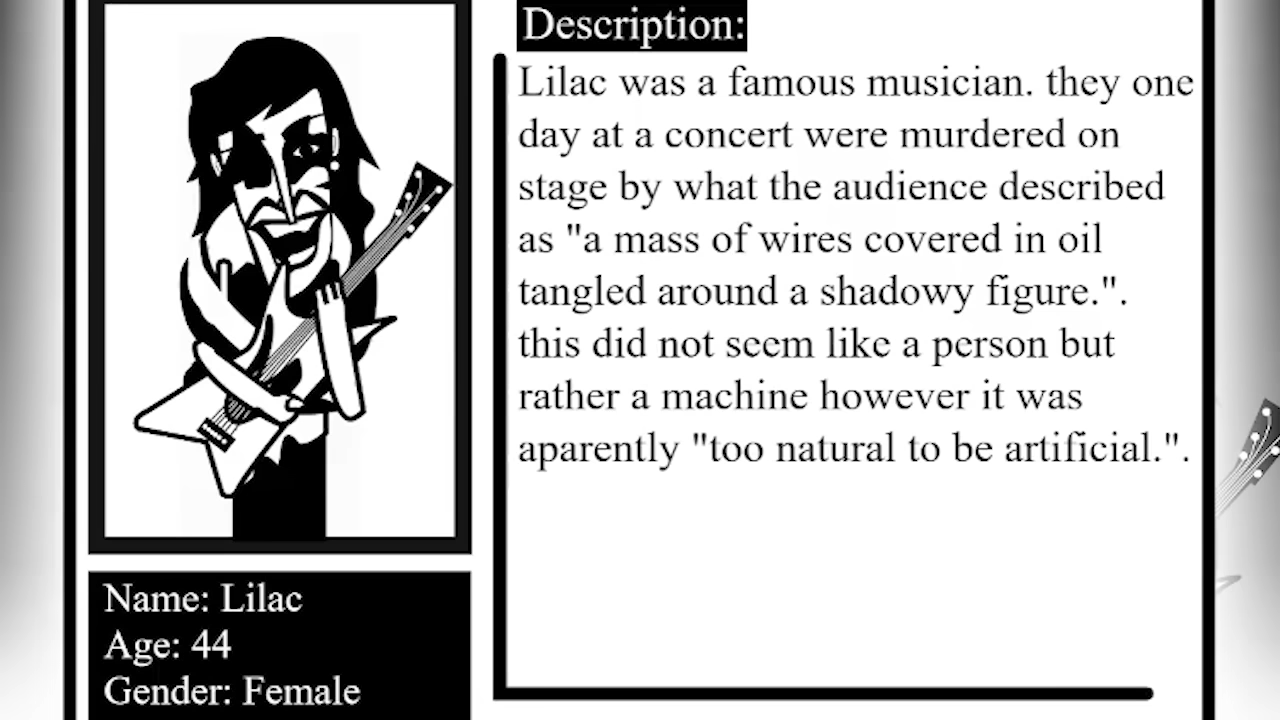 Description:
Lilac was a famous musician. they one
day at a concert were murdered on
stage by what the audience described
as "a mass of wires covered in oil
tangled around a shadowy figure.".
this did not seem like a person but
rather a machine however it was
aparently "too natural to be artificial.".
Name: Lilac
Age: 44
Gender: Female